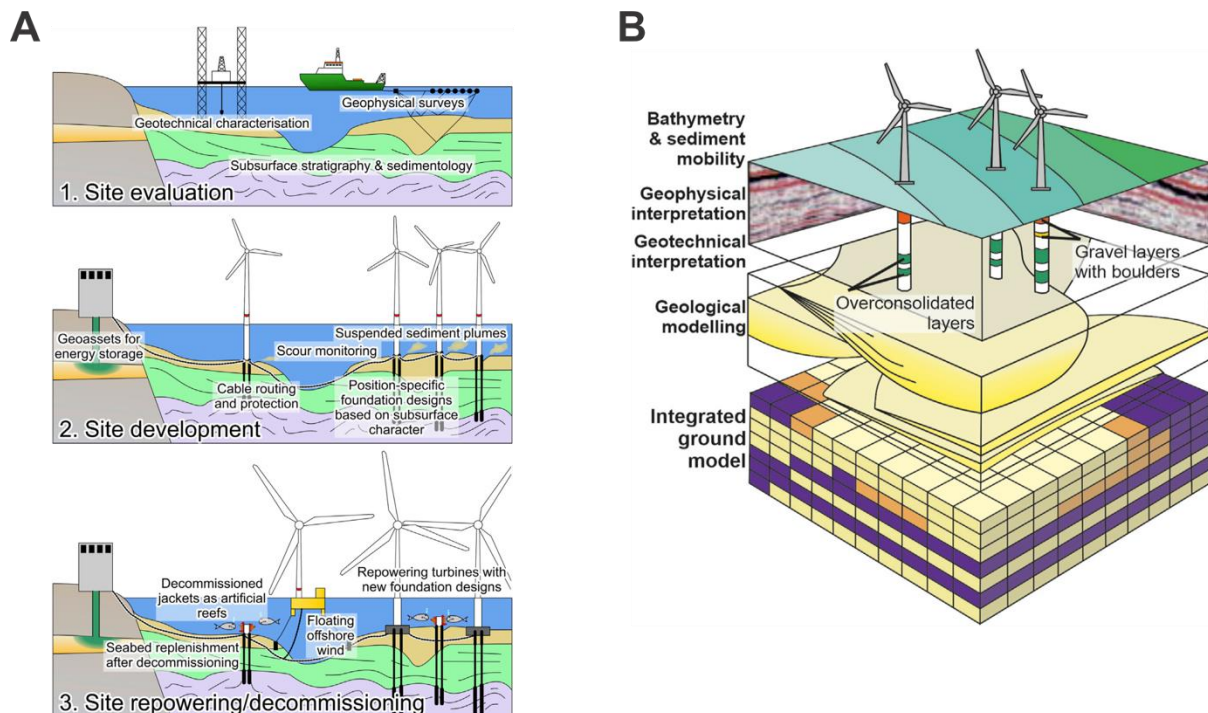 A
Geotechnical characterisation
Geophysical surveys
Subsurface stratigraphy & sedimentology
1. Site evaluation
Geoassets for
energy storage
Cable routing
and protection
Scour monitoring
Suspended sediment plumes
Position-specific
foundation designs
based on subsurface
character
2. Site development
Decommissioned
jackets as artificial
reefs
Repowering turbines with
new foundation designs
Floating
offshore
wind
Seabed replenishment
after decommissioning
3. Site repowering/decommissioning
B
Bathymetry
& sediment
mobility
Geophysical
interpretation
Geotechnical
interpretation
Gravel layers
with boulders
Overconsolidated
layers
Geological
modelling
Integrated
ground
model